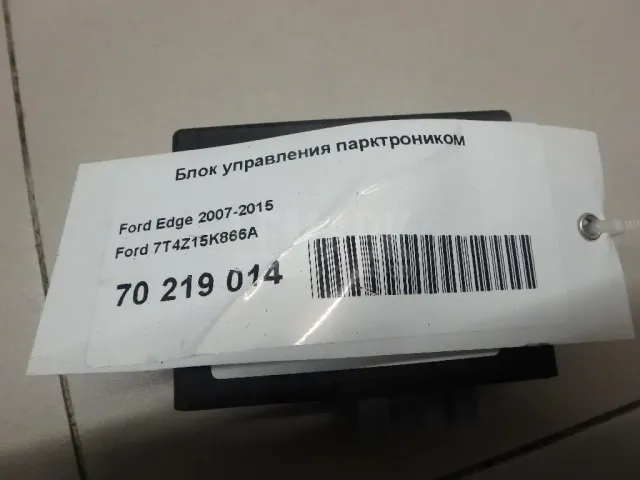 Блок управления парктроником
Ford Edge 2007-2015
Ford 7T4Z15K866A
70 219 014